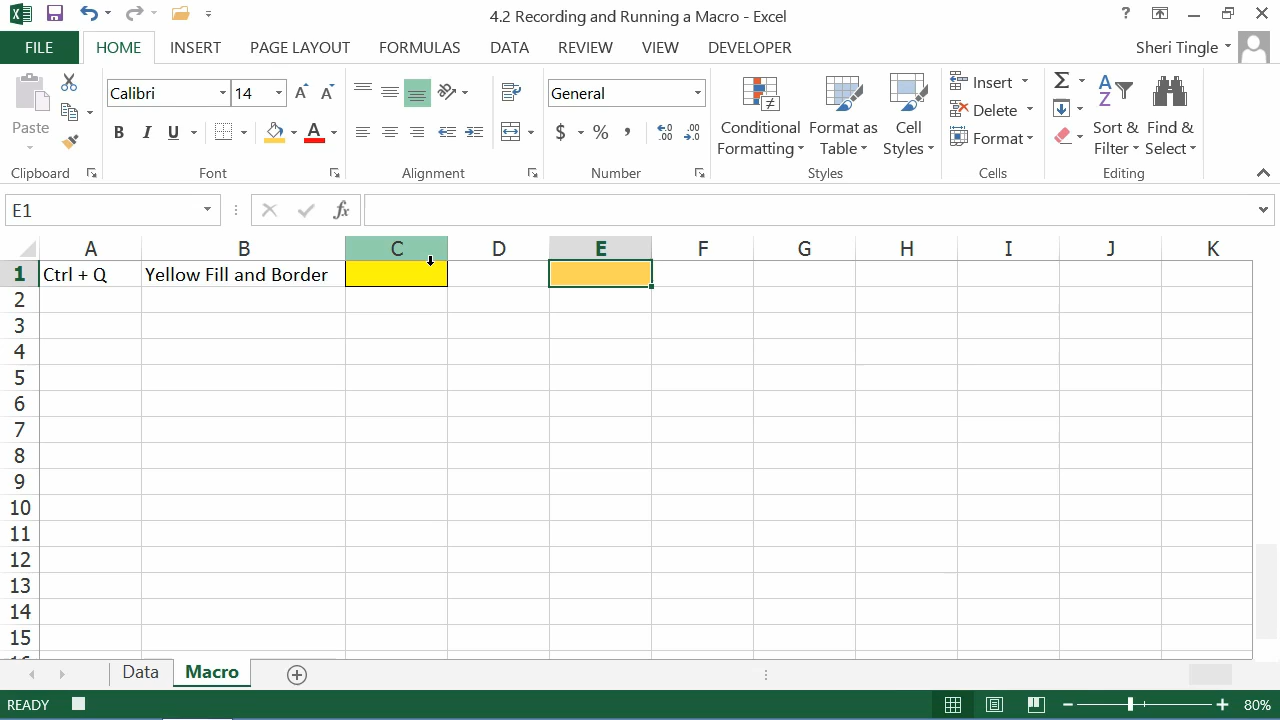 4.2 Recording and Running a Macro - Excel
?
FILE
HOME
INSERT
PAGE LAYOUT
FORMULAS
DATA
REVIEW
VIEW
DEVELOPER
Sheri Tingle
Paste
Clipboard
Calibri
14
A A
B I U
A
Font
Alignment
General
$ % ,
Number
Conditional
Formatting
Format as
Table
Cell
Styles
Styles
Insert
Delete
Format
Cells
Σ
Sort &
Filter
Find &
Select
Editing
E1
fx
A B C D E F G H I J K
1 Ctrl + Q Yellow Fill and Border
2
3
4
5
6
7
8
9
10
11
12
13
14
15
Data
Macro
READY
80%